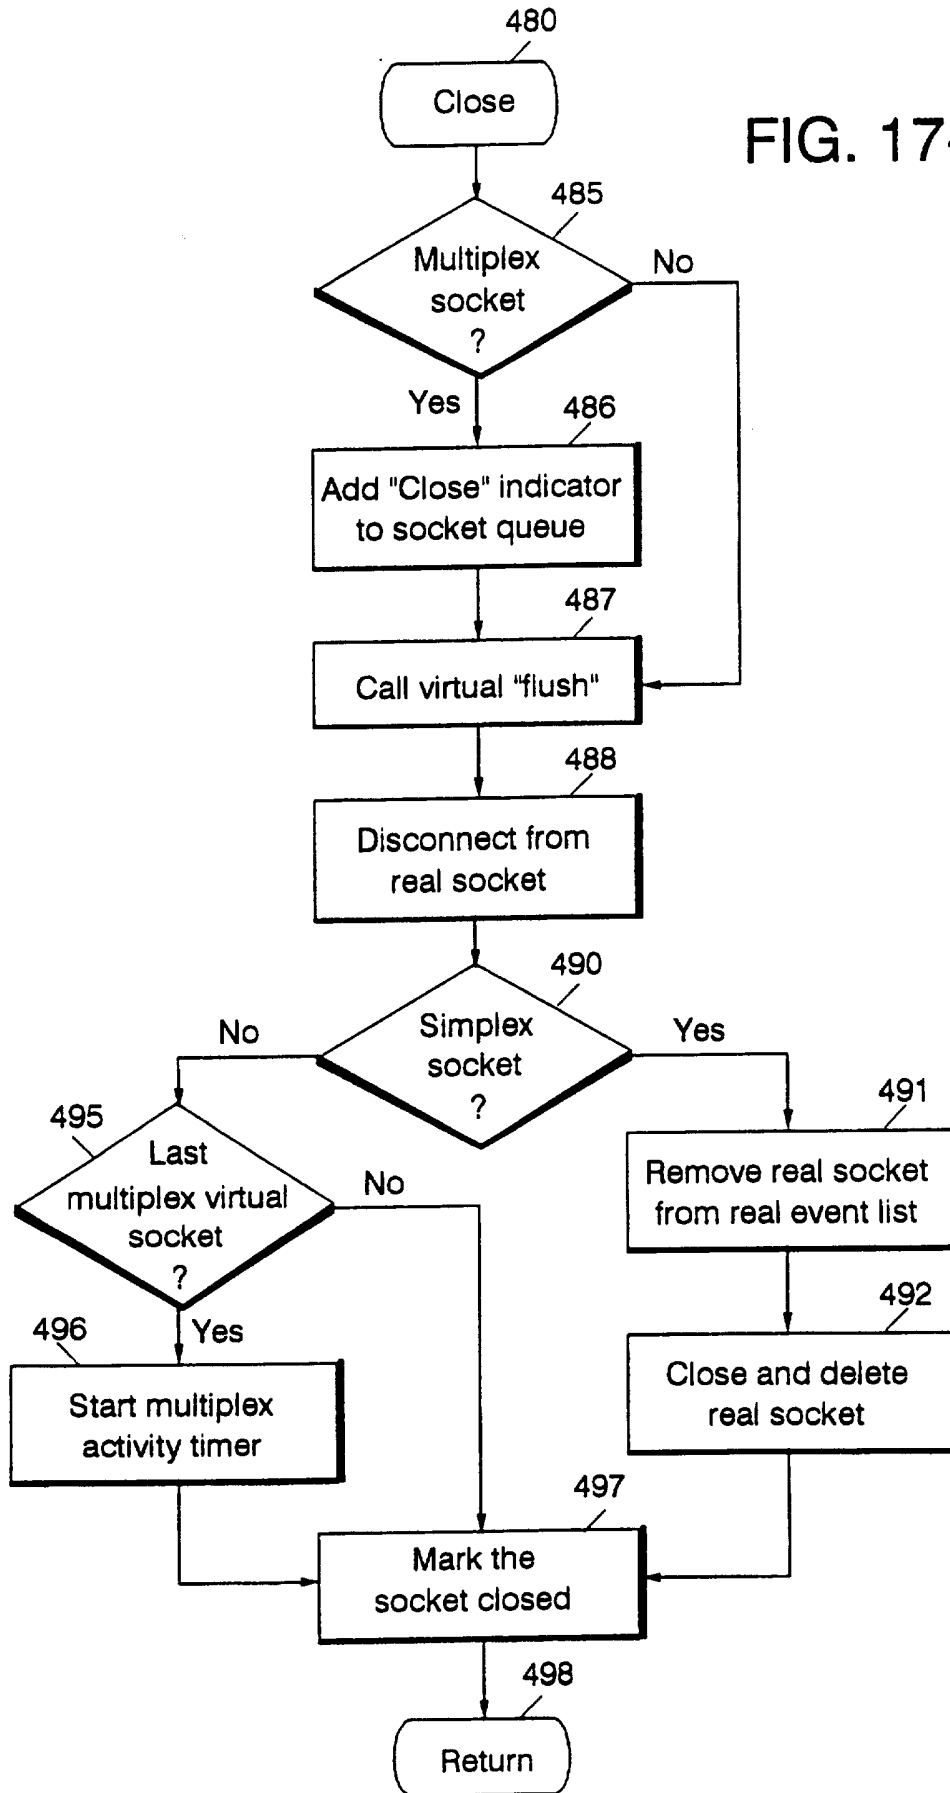 480
Close
FIG. 17
485
Multiplex
socket
?
No
Yes
486
Add "Close" indicator
to socket queue
487
Call virtual "flush"
488
Disconnect from
real socket
490
Simplex
socket
?
No
Yes
495
Last
multiplex virtual
socket
?
No
Yes
491
Remove real socket
from real event list
492
Close and delete
real socket
496
Start multiplex
activity timer
497
Mark the
socket closed
498
Return